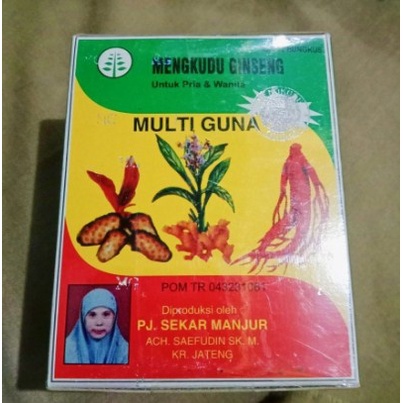 MENGKUDU GINSENG
Untuk Pria & Wanita
MULTI GUNA
POM TR 043231081
Diproduksi oleh
PJ. SEKAR MANJUR
ACH. SAEFUDIN SK. M.
KR. JATENG